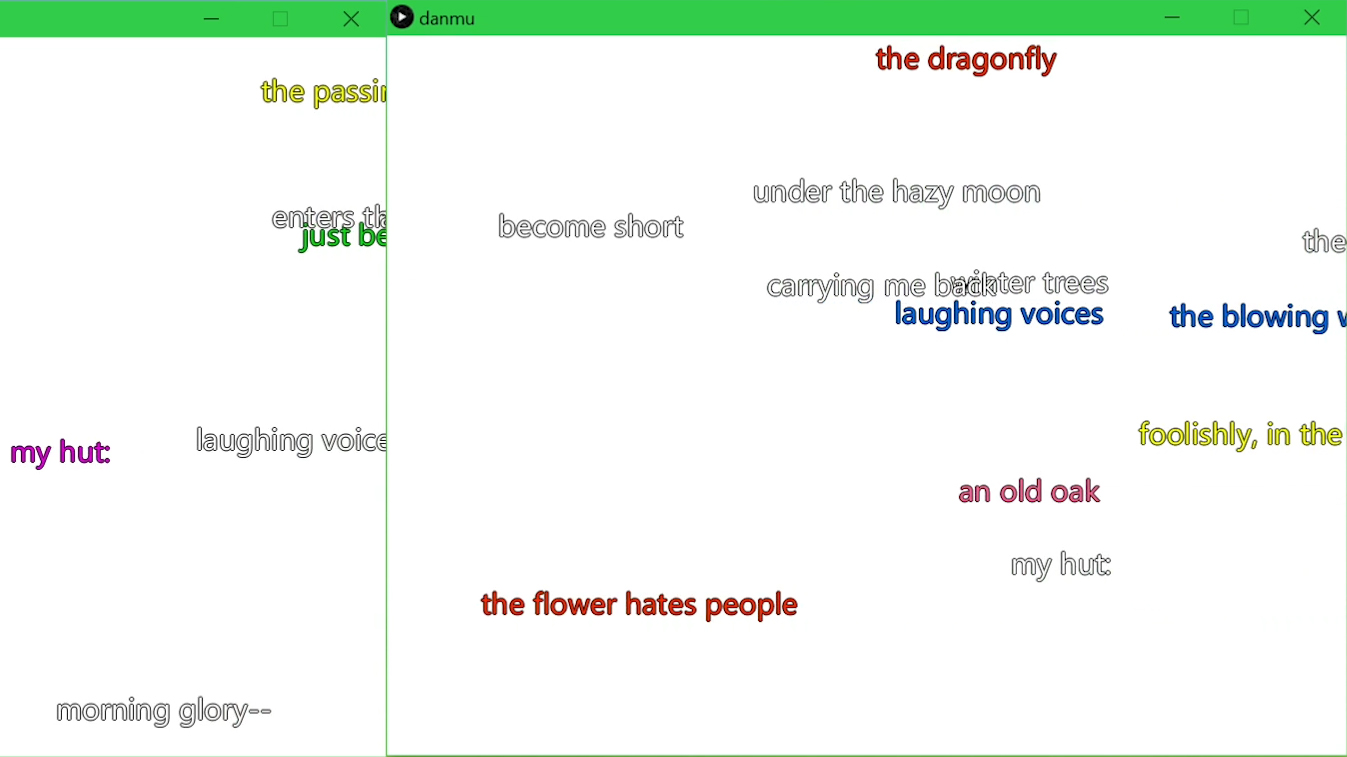 danmu
the passin
enters th
just be
my hut:
laughing voice
morning glory--
the dragonfly
under the hazy moon
become short
the
carrying me back
winter trees
laughing voices
the blowing w
foolishly, in the
an old oak
my hut:
the flower hates people